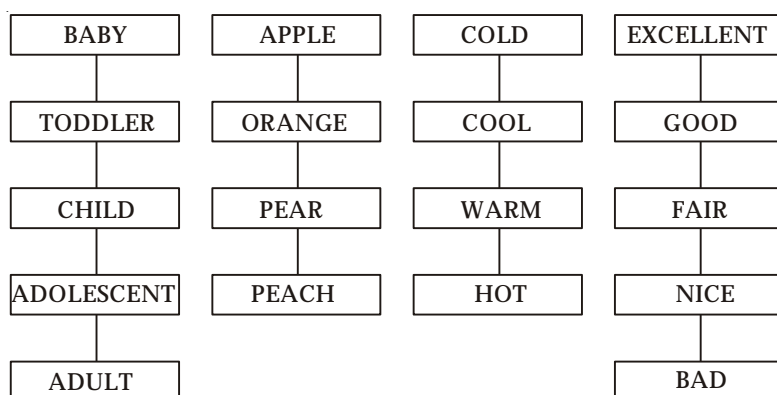 BABY APPLE COLD EXCELLENT
TODDLER ORANGE COOL GOOD
CHILD PEAR WARM FAIR
ADOLESCENT PEACH HOT NICE
ADULT BAD